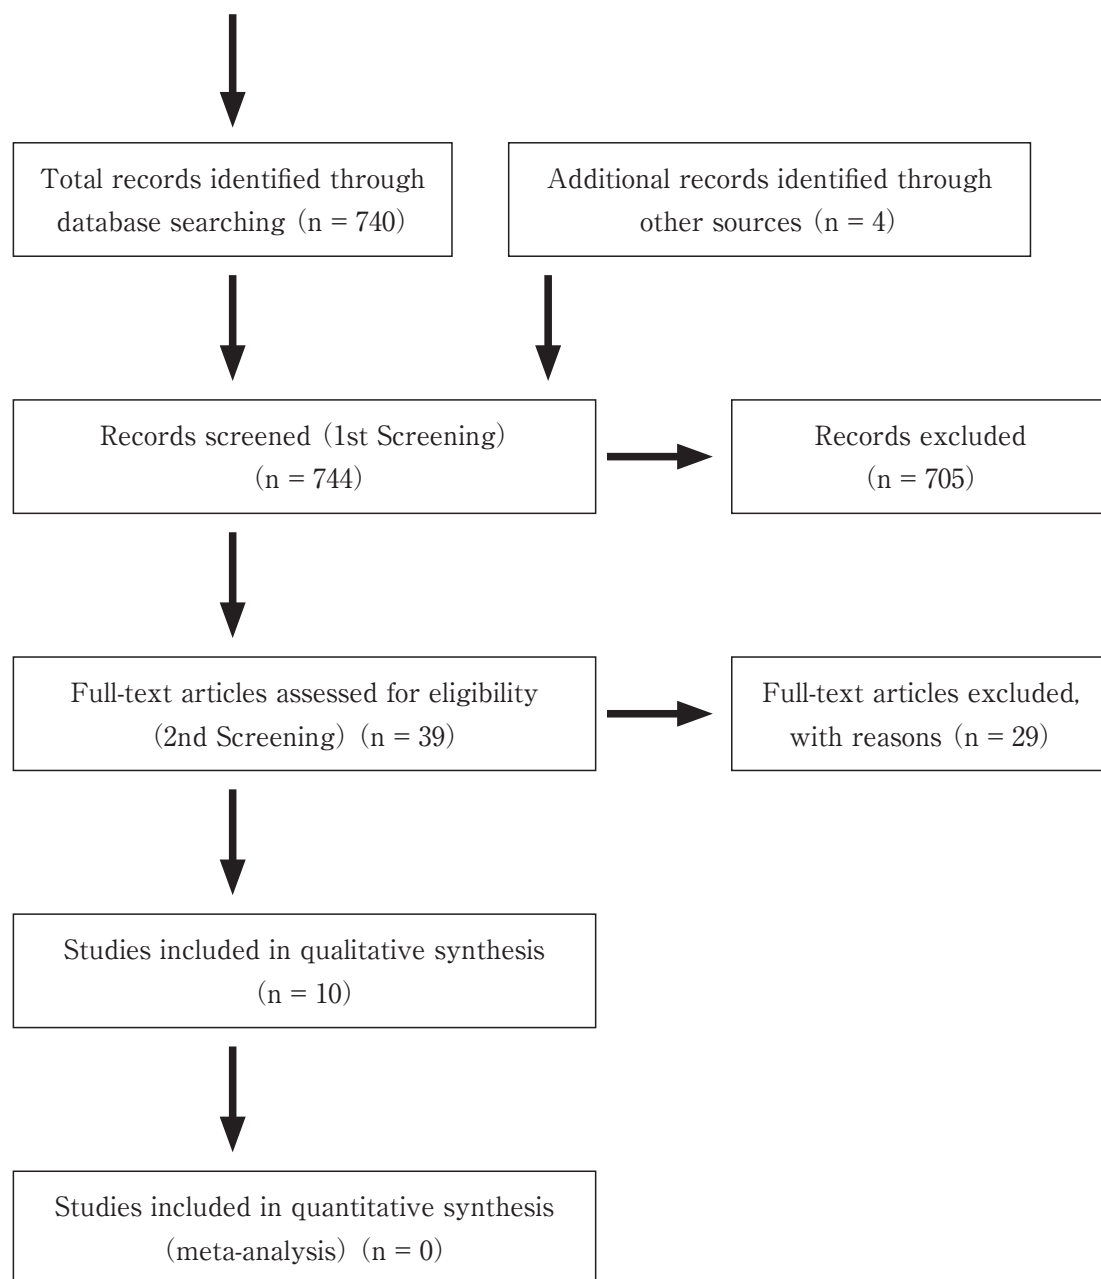 Total records identified through
database searching (n = 740)
Additional records identified through
other sources (n = 4)
Records screened (1st Screening)
(n = 744)
Records excluded
(n = 705)
Full-text articles assessed for eligibility
(2nd Screening) (n = 39)
Full-text articles excluded,
with reasons (n = 29)
Studies included in qualitative synthesis
(n = 10)
Studies included in quantitative synthesis
(meta-analysis) (n = 0)